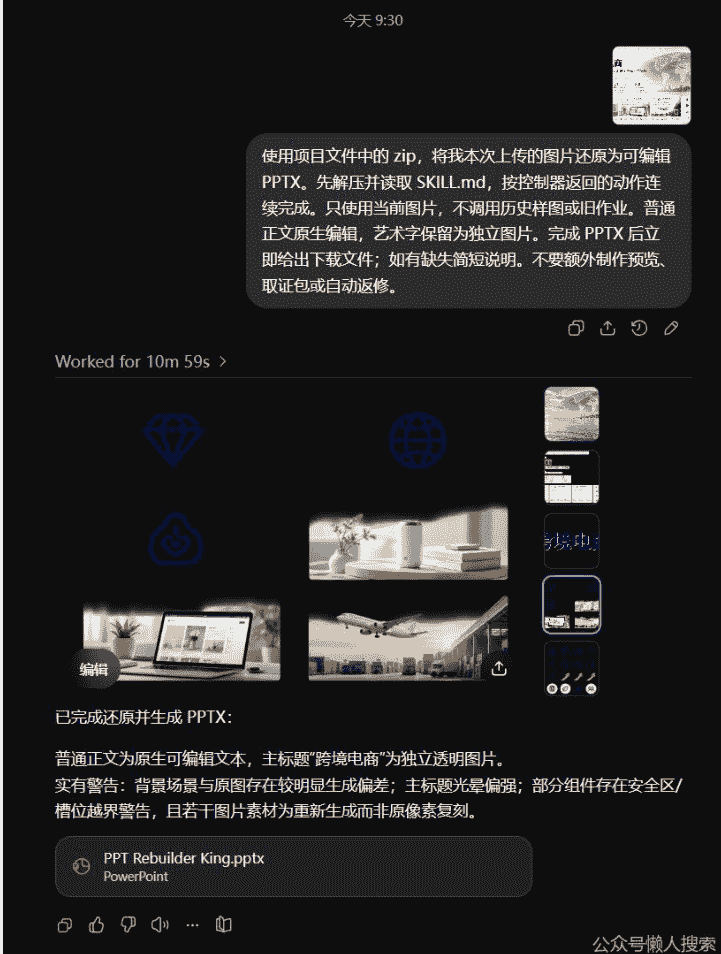 今天 9:30
使用项目文件中的 zip，将我本次上传的图片还原为可编辑
PPTX。先解压并读取 SKILL.md，按控制器返回的动作连
续完成。只使用当前图片，不调用历史样图或旧作业。普通
正文原生编辑，艺术字保留为独立图片。完成 PPTX 后立
即给出下载文件；如有缺失简短说明。不要额外制作预览、
取证包或自动返修。
Worked for 10m 59s
跨境电
编辑
已完成还原并生成 PPTX：
普通正文为原生可编辑文本，主标题“跨境电商”为独立透明图片。
实有警告：背景场景与原图存在较明显生成偏差；主标题光晕偏强；部分组件存在安全区/
槽位越界警告，且若干图片素材为重新生成而非原像素复刻。
PPT Rebuilder King.pptx
PowerPoint
公众号懒人搜索